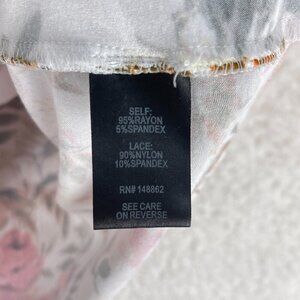 SELF:
95%RAYON
5%SPANDEX
LACE:
90%NYLON
10%SPANDEX
RN# 148862
SEE CARE
ON REVERSE